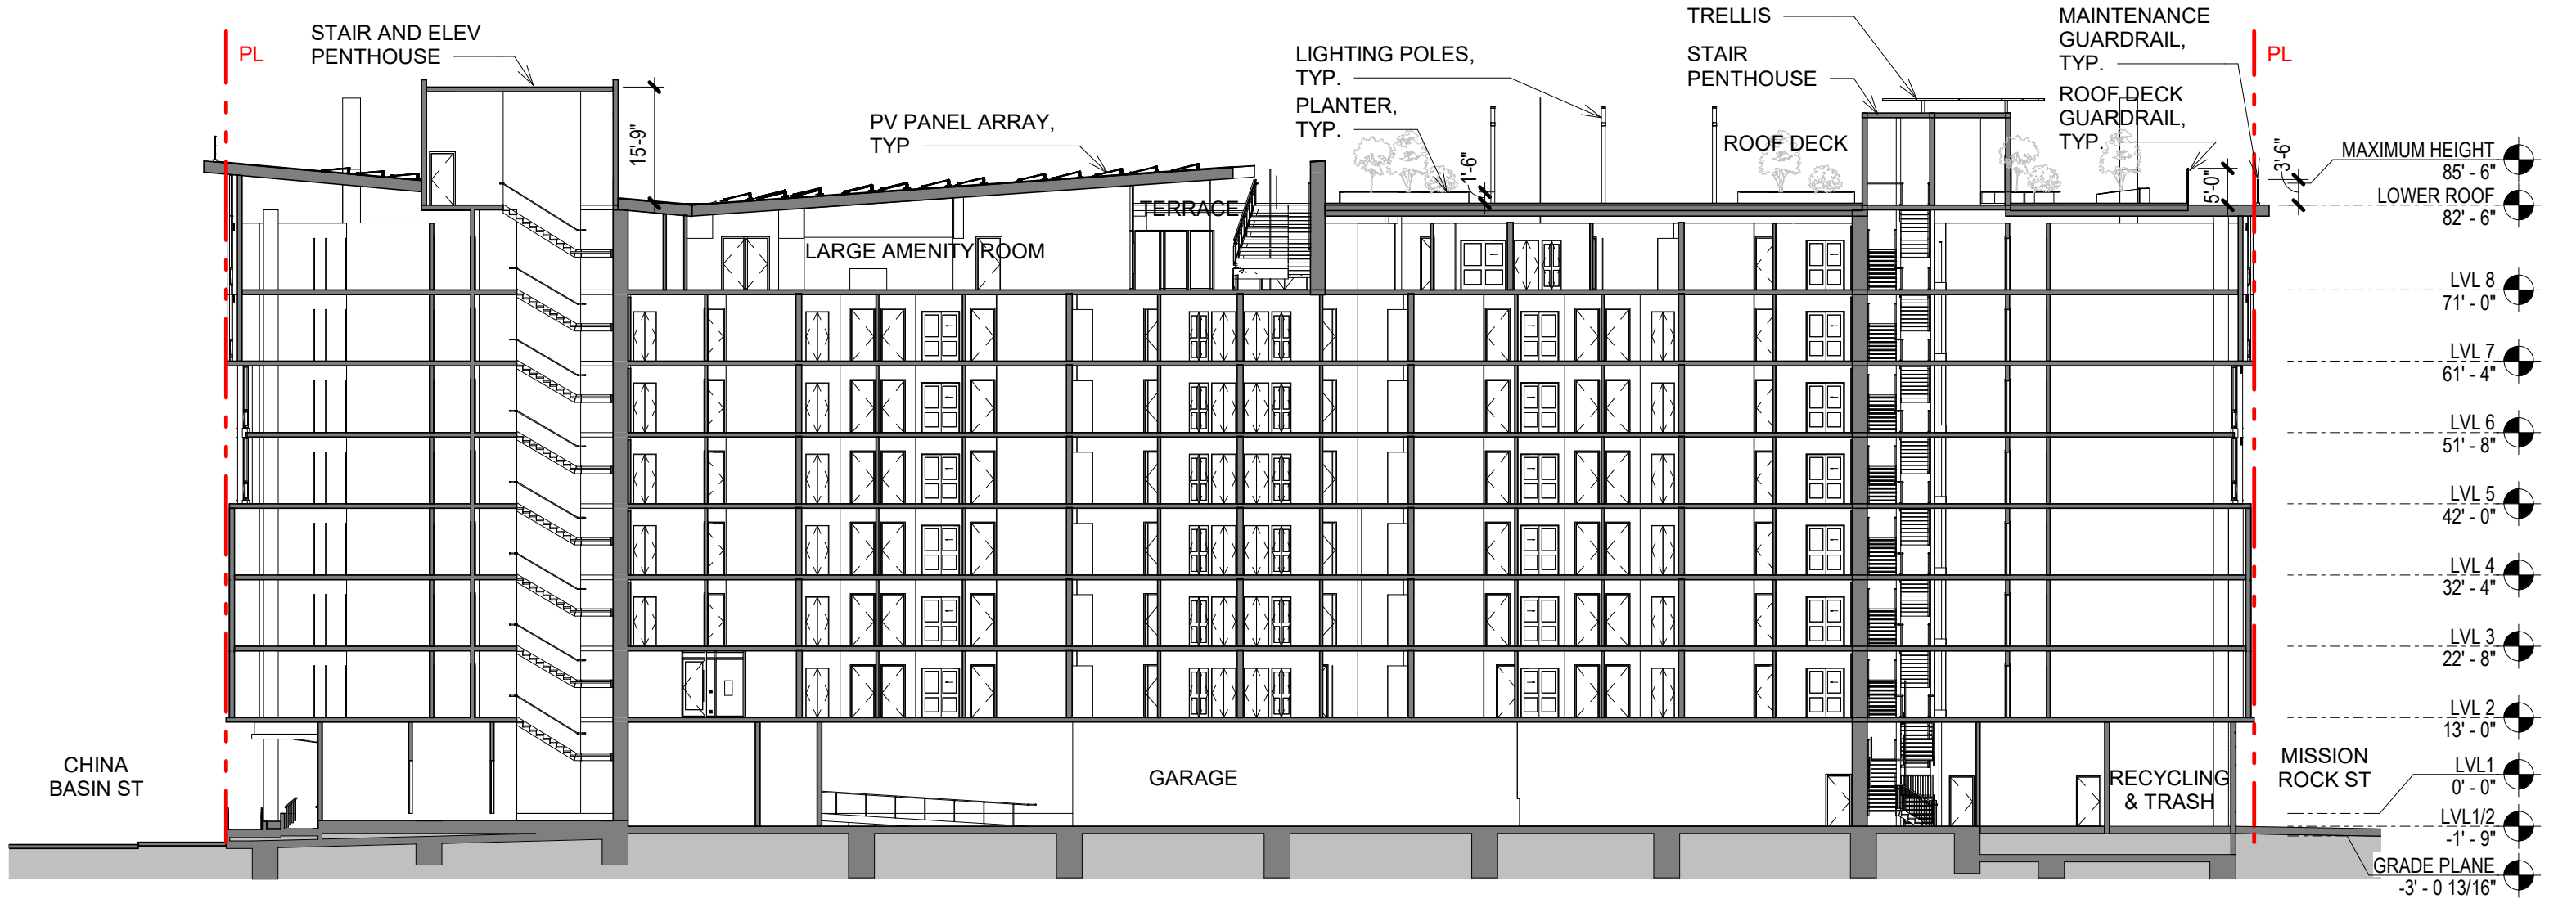 STAIR AND ELEV
PENTHOUSE
PL
15'-9"
PV PANEL ARRAY,
TYP
LIGHTING POLES,
TYP.
PLANTER,
TYP.
1'-6"
TRELLIS
STAIR
PENTHOUSE
ROOF DECK
MAINTENANCE
GUARDRAIL,
TYP.
ROOF DECK
GUARDRAIL,
TYP.
PL
5'-0"
3'-6"
MAXIMUM HEIGHT
85' - 6"
LOWER ROOF
82' - 6"
TERRACE
LARGE AMENITY ROOM
LVL 8
71' - 0"
LVL 7
61' - 4"
LVL 6
51' - 8"
LVL 5
42' - 0"
LVL 4
32' - 4"
LVL 3
22' - 8"
LVL 2
13' - 0"
CHINA
BASIN ST
GARAGE
RECYCLING
& TRASH
MISSION
ROCK ST
LVL1
0' - 0"
LVL1/2
-1' - 9"
GRADE PLANE
-3' - 0 13/16"